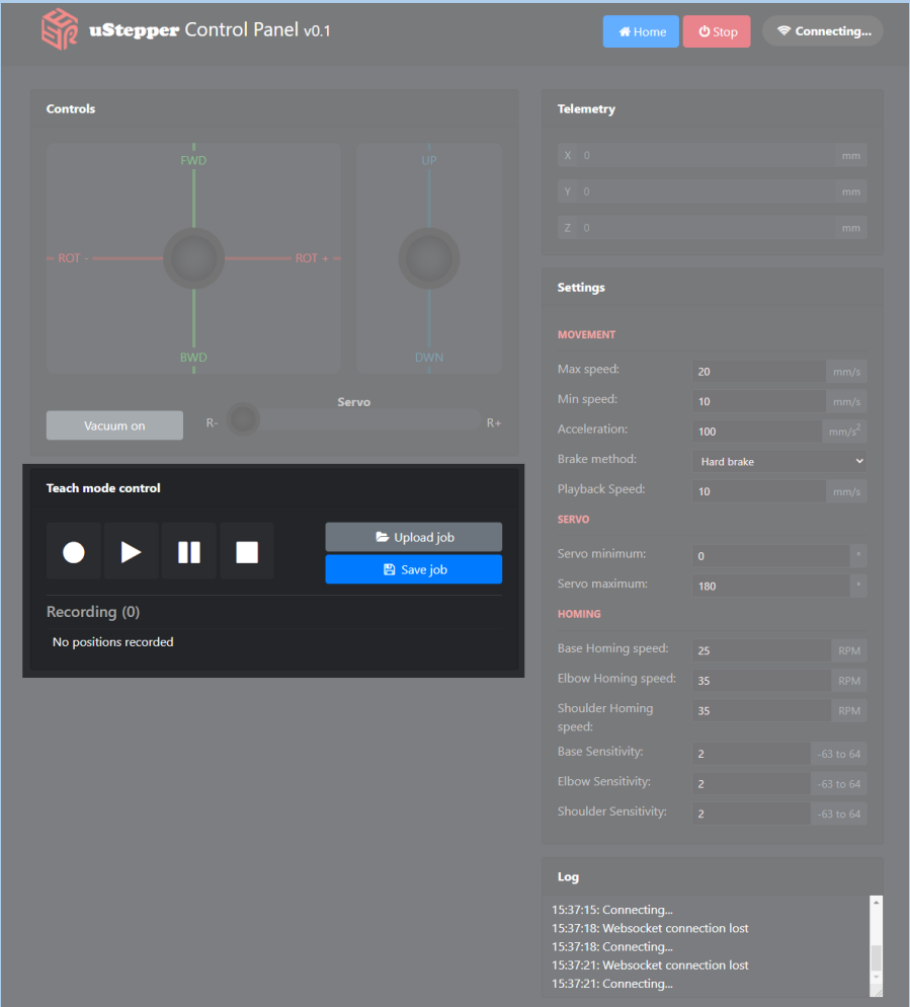 uStepper Control Panel v0.1
Home
Stop
Connecting...
Controls
FWD
ROT -
ROT +
BWD
UP
DWN
Vacuum on
Servo
R-
R+
Teach mode control
Upload job
Save job
Recording (0)
No positions recorded
Telemetry
X 0 mm
Y 0 mm
Z 0 mm
Settings
MOVEMENT
Max speed: 20 mm/s
Min speed: 10 mm/s
Acceleration: 100 mm/s²
Brake method: Hard brake
Playback Speed: 10 mm/s
SERVO
Servo minimum: 0 °
Servo maximum: 180 °
HOMING
Base Homing speed: 25 RPM
Elbow Homing speed: 35 RPM
Shoulder Homing
speed: 35 RPM
Base Sensitivity: 2 -63 to 64
Elbow Sensitivity: 2 -63 to 64
Shoulder Sensitivity: 2 -63 to 64
Log
15:37:15: Connecting...
15:37:18: Websocket connection lost
15:37:18: Connecting...
15:37:21: Websocket connection lost
15:37:21: Connecting...